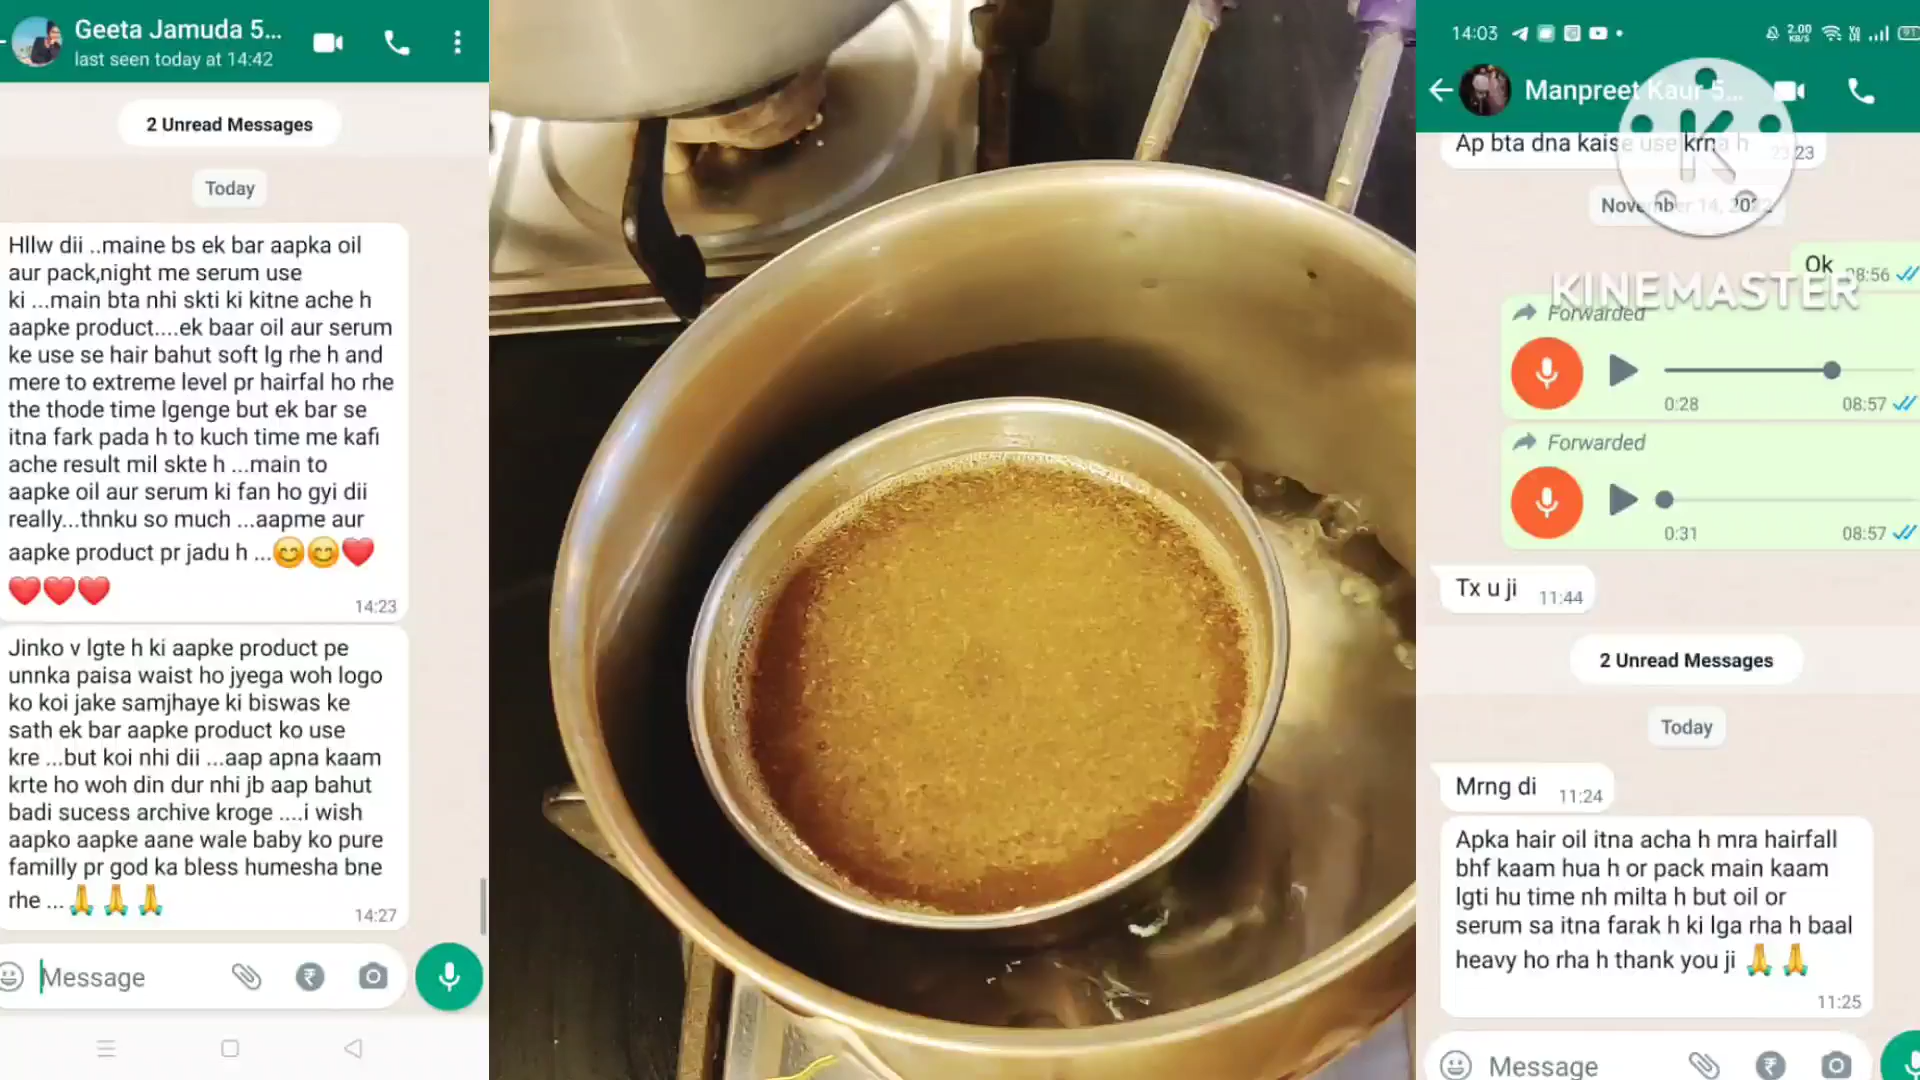 Geeta Jamuda 5...
last seen today at 14:42
2 Unread Messages
Today
Hllw dii ..maine bs ek bar aapka oil
aur pack,night me serum use
ki ...main bta nhi skti ki kitne ache h
aapke product....ek baar oil aur serum
ke use se hair bahut soft lg rhe h and
mere to extreme level pr hairfal ho rhe
the thode time lgenge but ek bar se
itna fark pada h to kuch time me kafi
ache result mil skte h ...main to
aapke oil aur serum ki fan ho gyi dii
really...thnku so much ...aapme aur
aapke product pr jadu h ...😊😊❤️
❤️❤️❤️
14:23
Jinko v lgte h ki aapke product pe
unnka paisa waist ho jyega woh logo
ko koi jake samjhaye ki biswas ke
sath ek bar aapke product ko use
kre ...but koi nhi dii ...aap apna kaam
krte ho woh din dur nhi jb aap bahut
badi sucess archive kroge ....i wish
aapko aapke aane wale baby ko pure
familly pr god ka bless humesha bne
rhe ...🙏🙏🙏
14:27
Message
14:03
2.00
KB/S
91
Manpreet Kaur 5...
Ap bta dna kaise use krna h 23:23
November 14, 2022
K
KINEMASTER
Ok 08:56
Forwarded
0:28 08:57
Forwarded
0:31 08:57
Tx u ji 11:44
2 Unread Messages
Today
Mrng di 11:24
Apka hair oil itna acha h mra hairfall
bhf kaam hua h or pack main kaam
lgti hu time nh milta h but oil or
serum sa itna farak h ki lga rha h baal
heavy ho rha h thank you ji 🙏🙏
11:25
Message